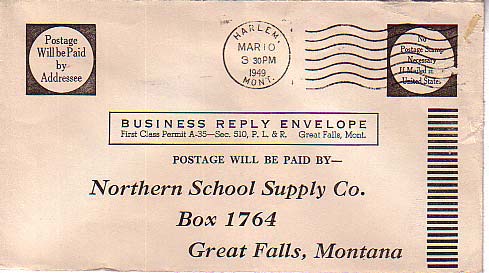 Postage
Will be Paid
by
Addressee
HARLEM,
MAR 10
3 30 PM
1949
MONT.
No
Postage Stamp
Necessary
If Mailed in
United States.
BUSINESS REPLY ENVELOPE
First Class Permit A-35—Sec. 510, P. L. & R. Great Falls, Mont.
POSTAGE WILL BE PAID BY—
Northern School Supply Co.
Box 1764
Great Falls, Montana